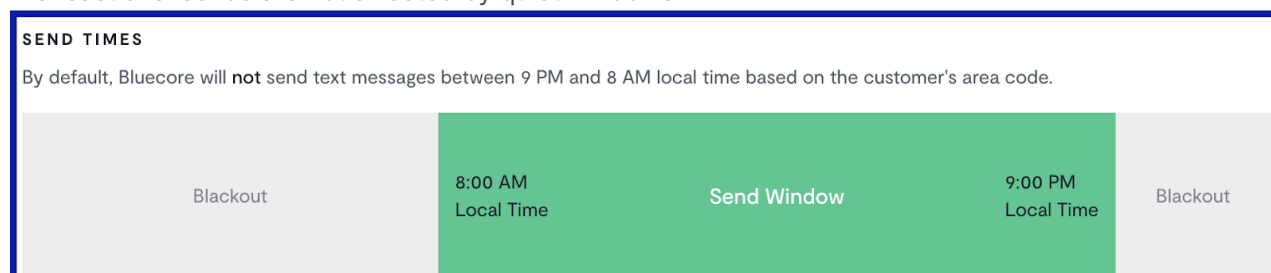 SEND TIMES
By default, Bluecore will not send text messages between 9 PM and 8 AM local time based on the customer's area code.
Blackout
8:00 AM
Local Time
Send Window
9:00 PM
Local Time
Blackout